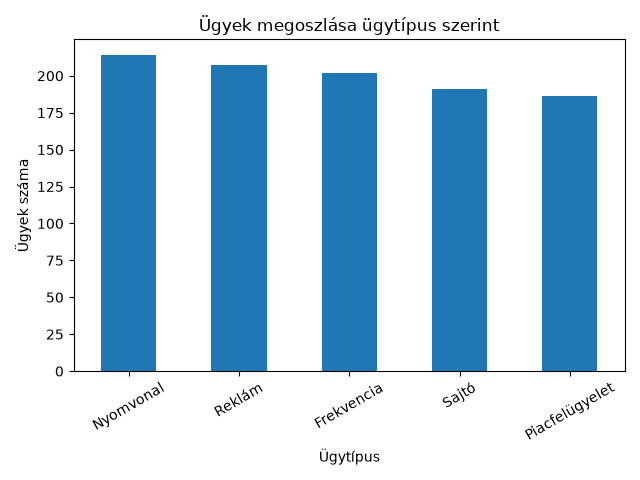 Ügyek megoszlása ügytípus szerint
Ügyek száma
200
175
150
125
100
75
50
25
0
Nyomvonal
Reklám
Frekvencia
Sajtó
Piacfelügyelet
Ügytípus